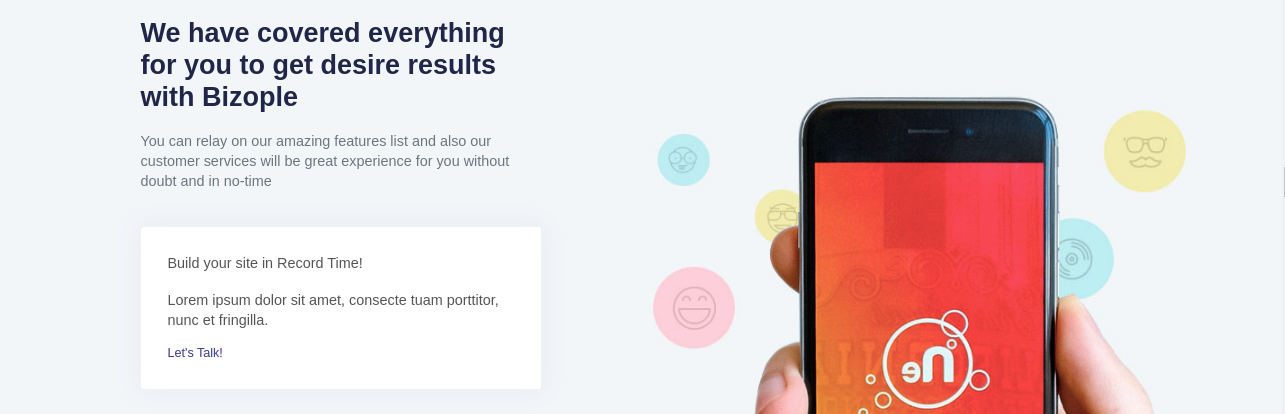 We have covered everything
for you to get desire results
with Bizople
You can relay on our amazing features list and also our
customer services will be great experience for you without
doubt and in no-time
Build your site in Record Time!
Lorem ipsum dolor sit amet, consecte tuam porttitor,
nunc et fringilla.
Let's Talk!